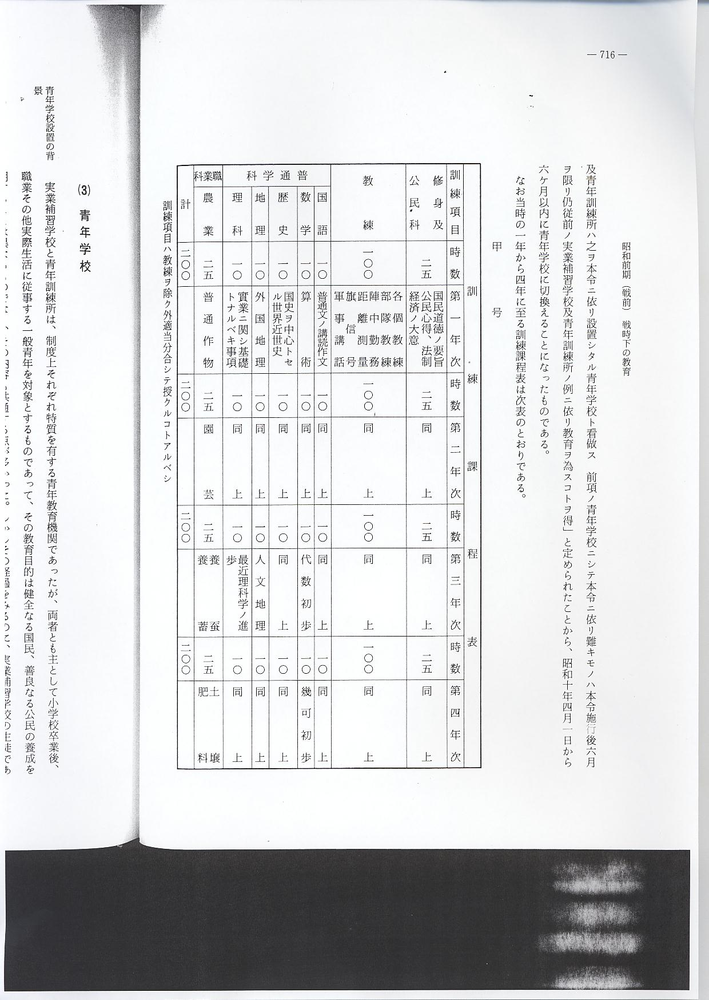 ― 716 ―
昭和前期（戦前） 戦時下の教育
及青年訓練所ハ之ヲ本令ニ依リ設置シタル青年学校ト看做ス 前項ノ青年学校ニシテ本令ニ依リ難キモノハ本令施行後六月
ヲ限リ仍従前ノ実業補習学校及青年訓練所ノ例ニ依リ教育ヲ為スコトヲ得」と定められたことから、昭和十年四月一日から
六ケ月以内に青年学校に切換えることになったものである。
なお当時の一年から四年に至る訓練課程表は次表のとおりである。
甲号
訓練課程表
訓練項目 時数 第一年次 時数 第二年次 時数 第三年次 時数 第四年次
修身及公民科 二五 国民道徳ノ要旨公民心得、法制経済ノ大意 二五 同上 二五 同上 二五 同上
教練 一〇〇 各個教練部隊教練陣中勤務距離測量旗信号軍事講話 一〇〇 同上 一〇〇 同上 一〇〇 同上
普通学科
国語 一〇 普通文ノ講読作文 一〇 同上 一〇 同上 一〇 同上
数学 一〇 算術 一〇 同上 一〇 代数初歩 一〇 幾可初歩
歴史 一〇 国史ヲ中心トセル世界近世史 一〇 同上 一〇 同上 一〇 同上
地理 一〇 外国地理 一〇 同上 一〇 人文地理 一〇 同上
理科 一〇 實業ニ関シ基礎トナルベキ事項 一〇 同上 一〇 最近理科学ノ進歩 一〇 同上
職業科
農業 二五 普通作物 二五 園芸 二五 養蚕養蓄 二五 土壌肥料
計 二〇〇 二〇〇 二〇〇 二〇〇
訓練項目ハ教練ヲ除ク外適当分合シテ授クルコトアルベシ
(3) 青年学校
青年学校設置の背景
実業補習学校と青年訓練所は、制度上それぞれ特質を有する青年教育機関であったが、両者とも主として小学校卒業後、
職業その他実際生活に従事する一般青年を対象とするものであって、その教育目的は健全なる国民、善良なる公民の養成を